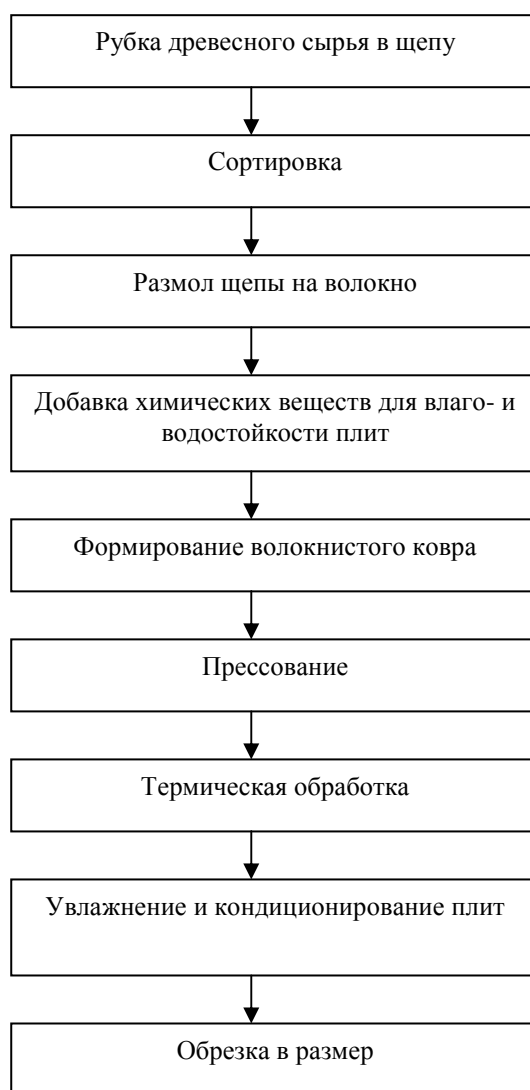 Рубка древесного сырья в щепу
Сортировка
Размол щепы на волокно
Добавка химических веществ для влаго- и
водостойкости плит
Формирование волокнистого ковра
Прессование
Термическая обработка
Увлажнение и кондиционирование плит
Обрезка в размер